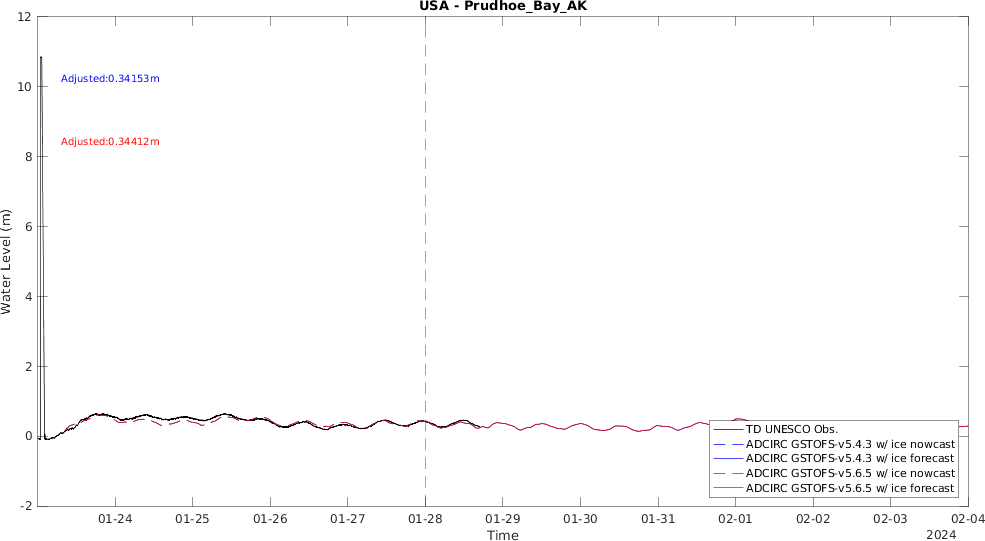 USA - Prudhoe_Bay_AK
12
10
8
6
4
2
0
-2
Water Level (m)
Adjusted:0.34153m
Adjusted:0.34412m
TD UNESCO Obs.
ADCIRC GSTOFS-v5.4.3 w/ ice nowcast
ADCIRC GSTOFS-v5.4.3 w/ ice forecast
ADCIRC GSTOFS-v5.6.5 w/ ice nowcast
ADCIRC GSTOFS-v5.6.5 w/ ice forecast
01-24 01-25 01-26 01-27 01-28 01-29 01-30 01-31 02-01 02-02 02-03 02-04
Time
2024